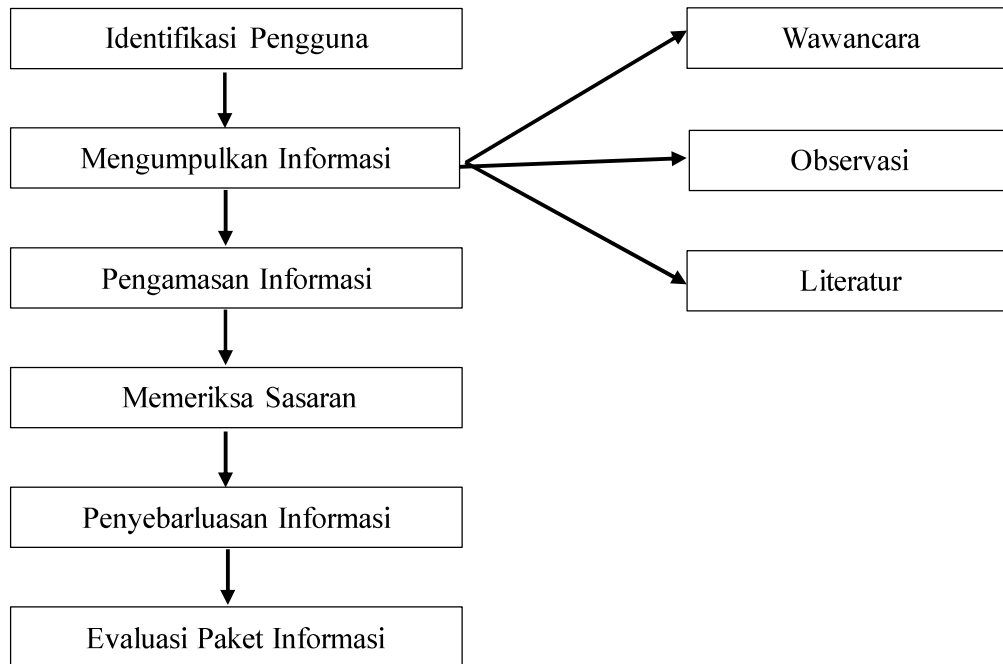 Identifikasi Pengguna
Mengumpulkan Informasi
Pengamasan Informasi
Memeriksa Sasaran
Penyebarluasan Informasi
Evaluasi Paket Informasi
Wawancara
Observasi
Literatur